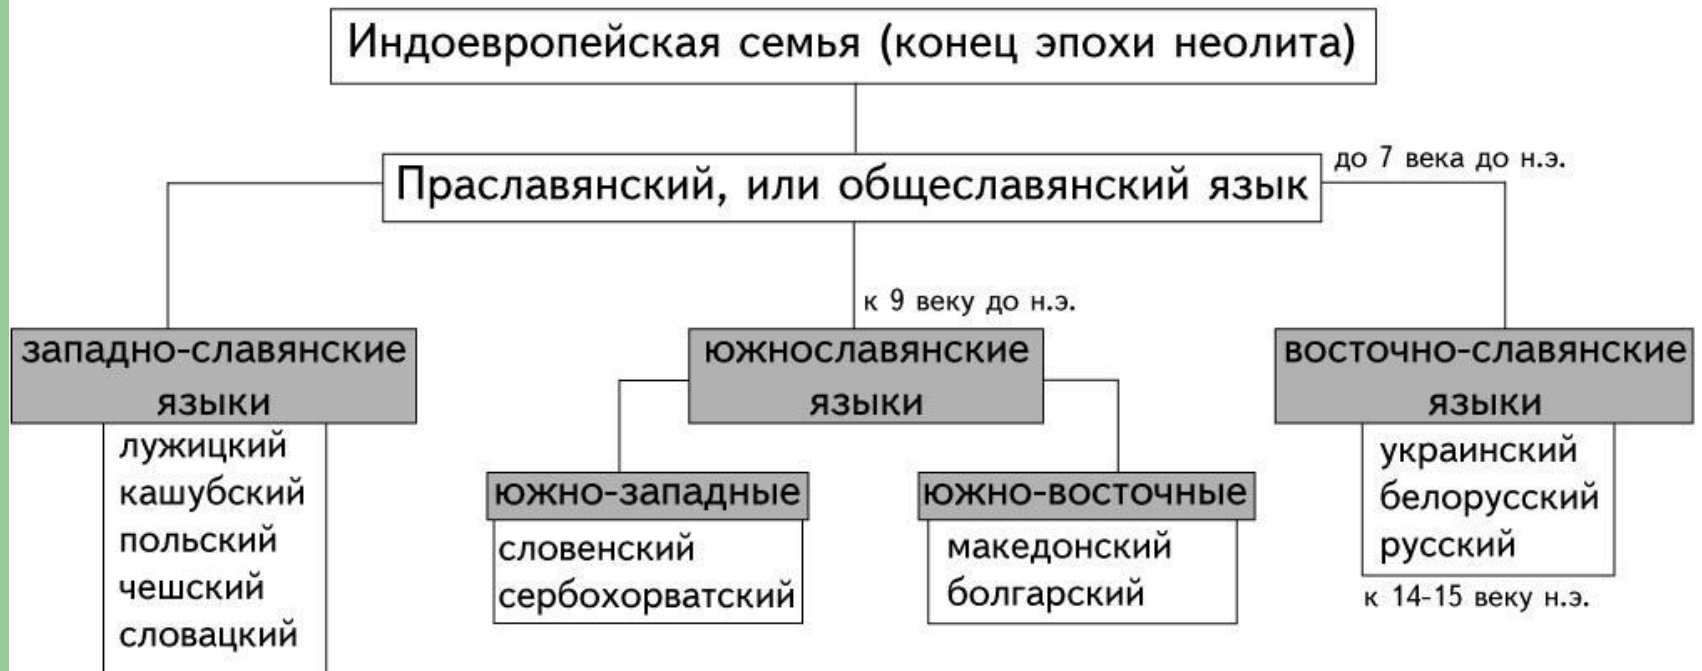 Индоевропейская семья (конец эпохи неолита)
Праславянский, или общеславянский язык
до 7 века до н.э.
к 9 веку до н.э.
западно-славянские
языки
лужицкий
кашубский
польский
чешский
словацкий
южнославянские
языки
южно-западные
словенский
сербохорватский
южно-восточные
македонский
болгарский
восточно-славянские
языки
украинский
белорусский
русский
к 14-15 веку н.э.